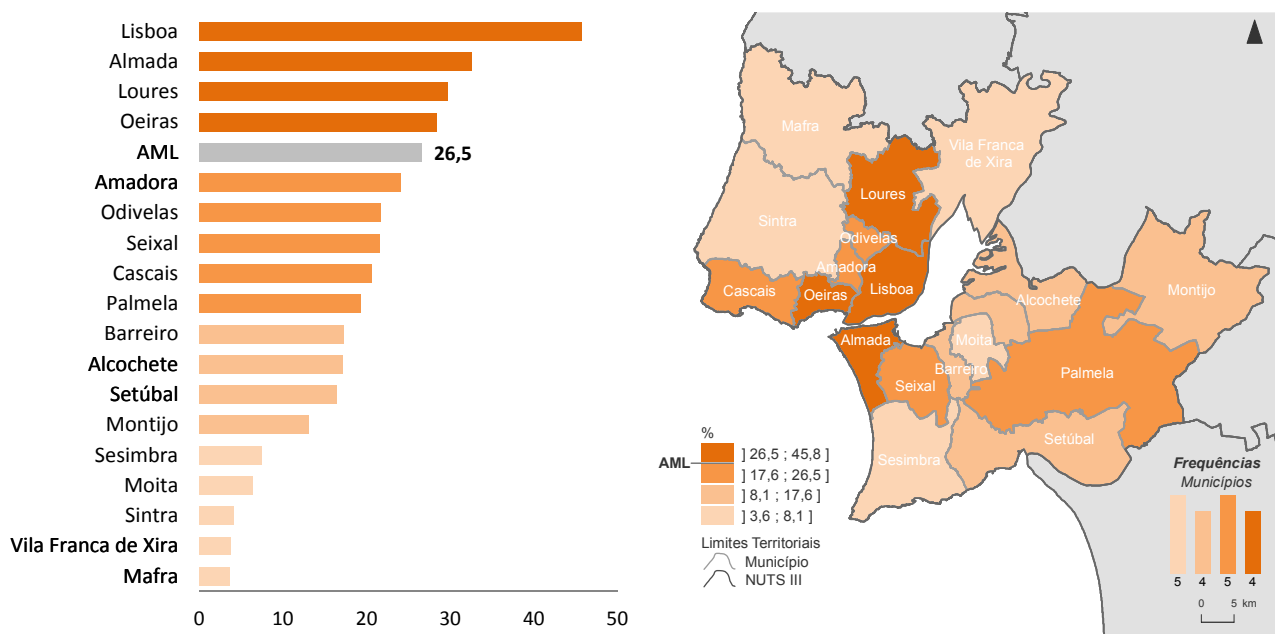 Lisboa
Almada
Loures
Oeiras
AML
26,5
Amadora
Odivelas
Seixal
Cascais
Palmela
Barreiro
Alcochete
Setúbal
Montijo
Sesimbra
Moita
Sintra
Vila Franca de Xira
Mafra
0 10 20 30 40 50
Mafra
Vila Franca
de Xira
Loures
Sintra
Odivelas
Amadora
Cascais
Oeiras
Lisboa
Alcochete
Montijo
Almada
Moita
Barreiro
Seixal
Palmela
Setúbal
Sesimbra
%
] 26,5 ; 45,8 ]
AML
] 17,6 ; 26,5 ]
] 8,1 ; 17,6 ]
] 3,6 ; 8,1 ]
Limites Territoriais
Município
NUTS III
Frequências
Municípios
5 4 5 4
0 5 km